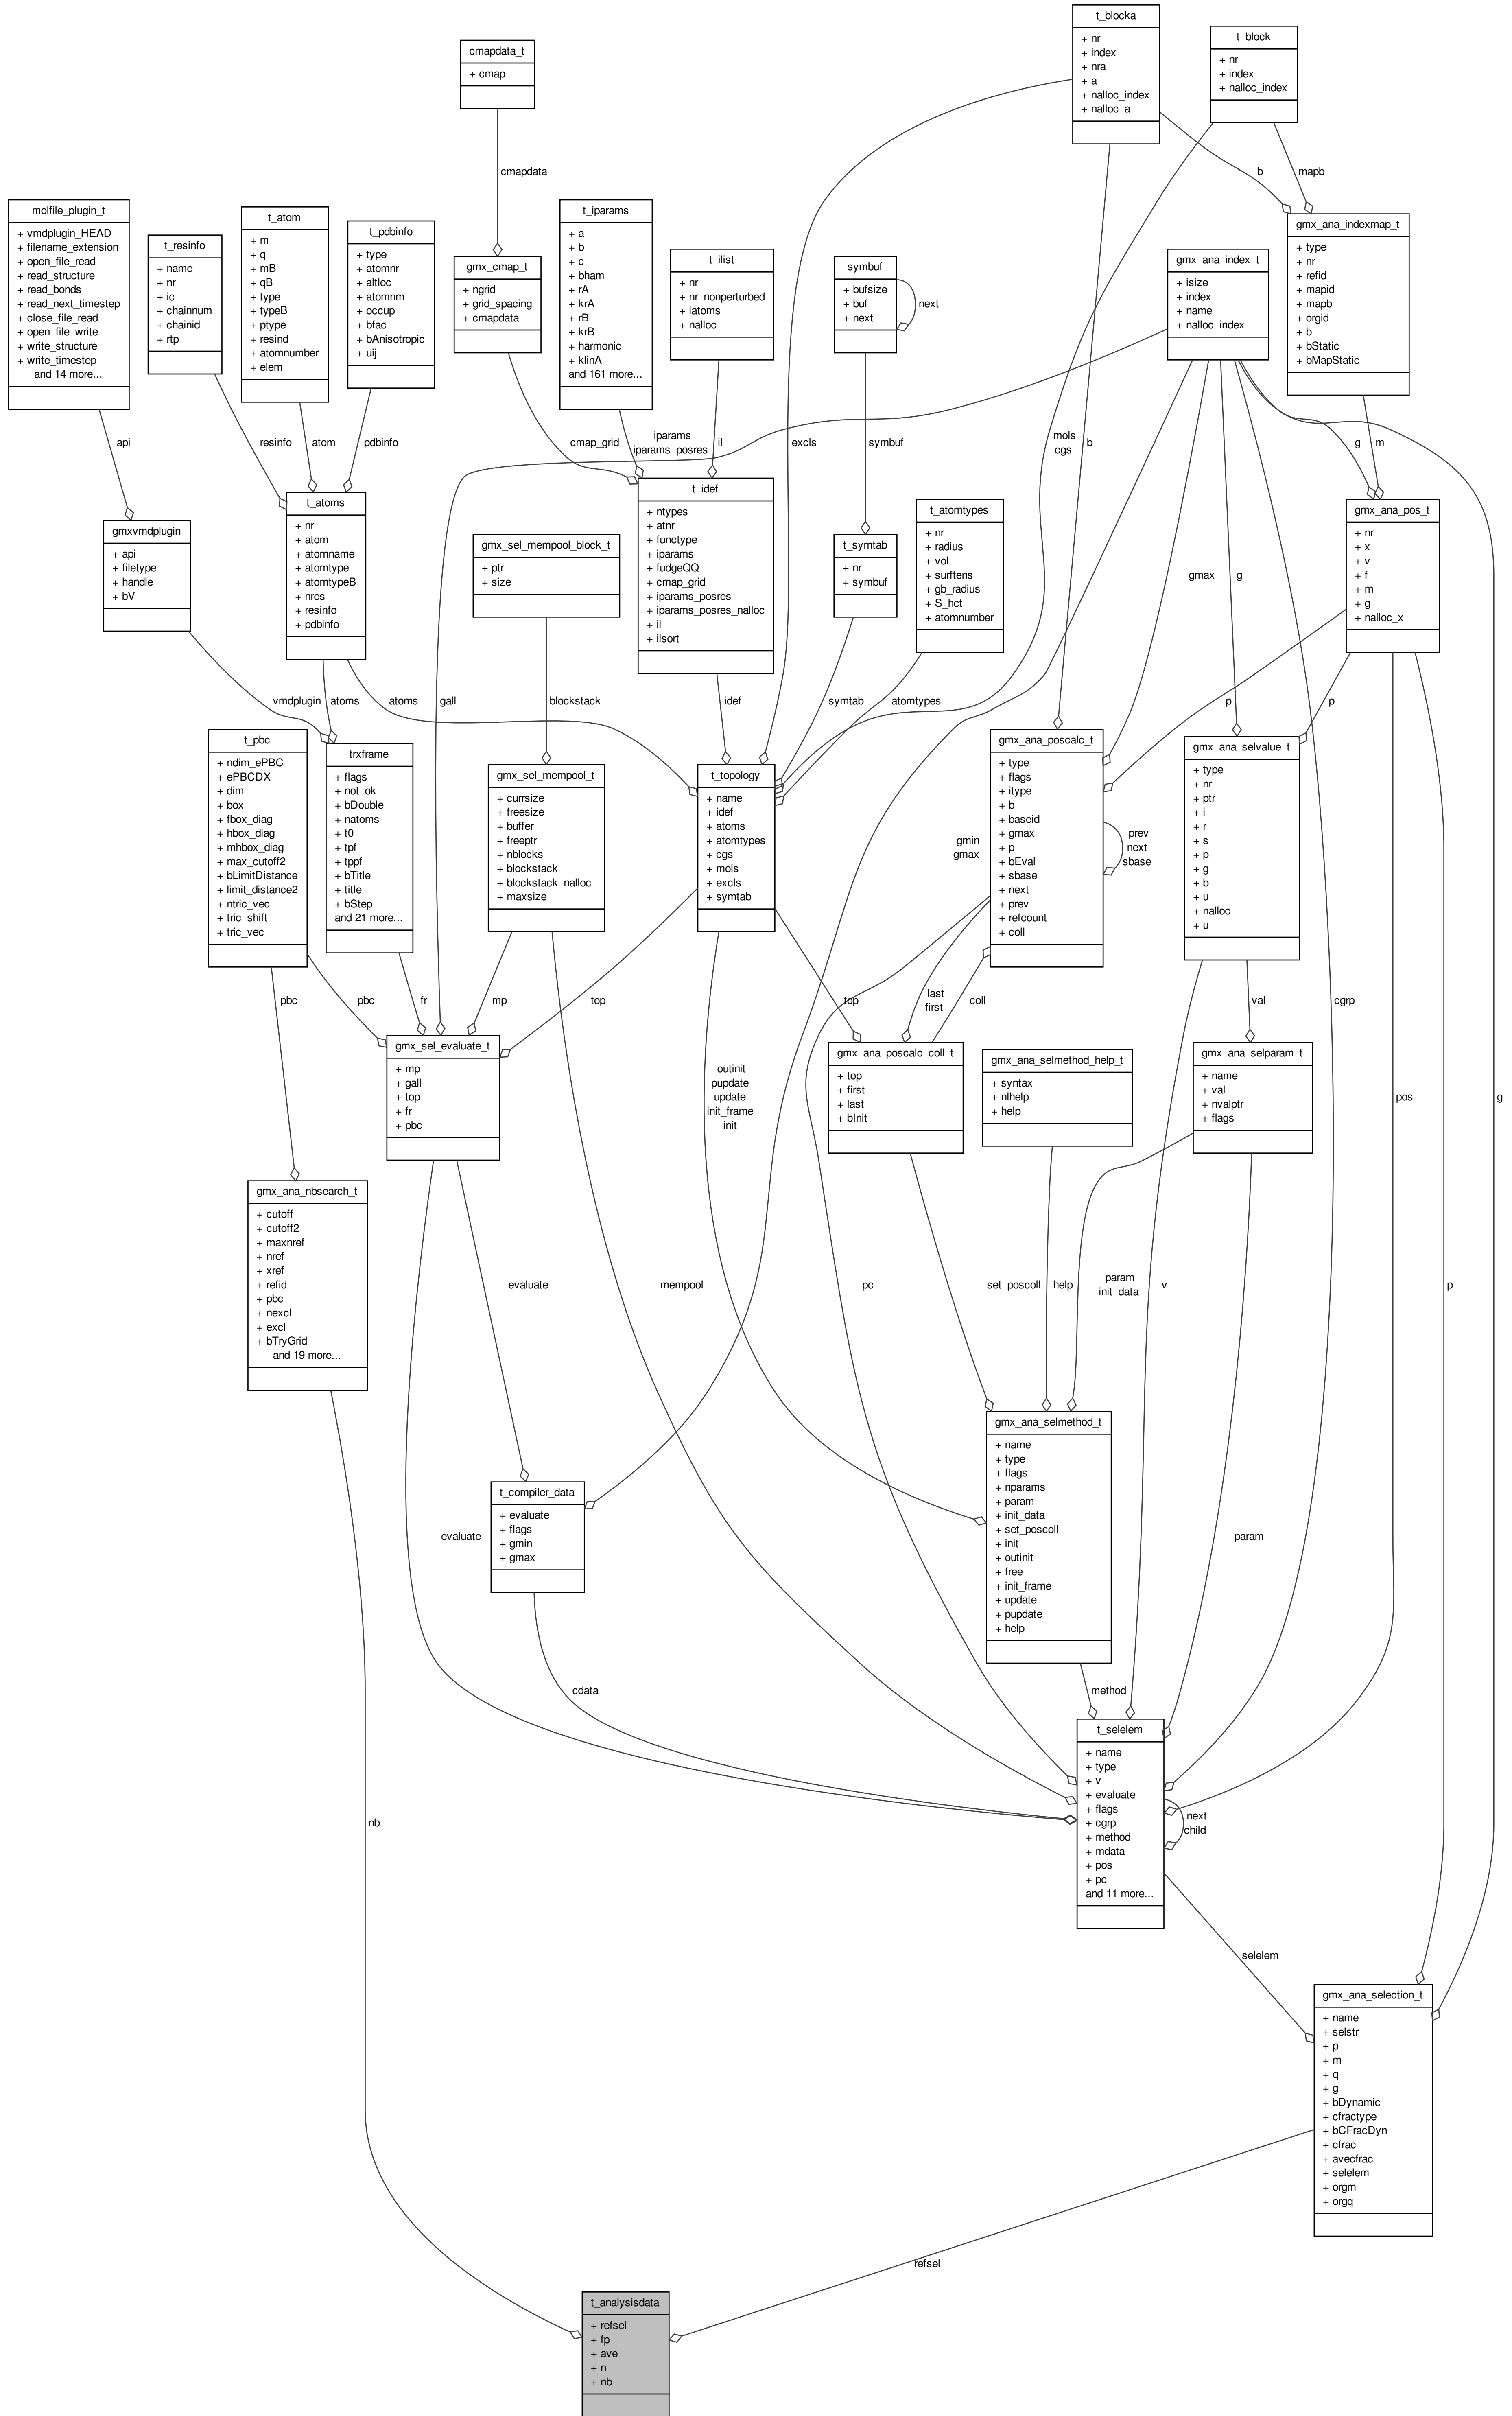 t_blocka
+ nr
+ index
+ nra
+ a
+ nalloc_index
+ nalloc_a
t_block
+ nr
+ index
+ nalloc_index
cmapdata_t
+ cmap
cmapdata
b
mapb
molfile_plugin_t
+ vmdplugin_HEAD
+ filename_extension
+ open_file_read
+ read_structure
+ read_bonds
+ read_next_timestep
+ close_file_read
+ open_file_write
+ write_structure
+ write_timestep
and 14 more...
t_resinfo
+ name
+ nr
+ ic
+ chainnum
+ chainid
+ rtp
t_atom
+ m
+ q
+ mB
+ qB
+ type
+ typeB
+ ptype
+ resind
+ atomnumber
+ elem
t_pdbinfo
+ type
+ atomnr
+ altloc
+ atomnm
+ occup
+ bfac
+ bAnisotropic
+ uij
gmx_cmap_t
+ ngrid
+ grid_spacing
+ cmapdata
t_iparams
+ a
+ b
+ c
+ bham
+ rA
+ krA
+ rB
+ krB
+ harmonic
+ klinA
and 161 more...
t_ilist
+ nr
+ nr_nonperturbed
+ iatoms
+ nalloc
symbuf
+ bufsize
+ buf
+ next
next
gmx_ana_index_t
+ isize
+ index
+ name
+ nalloc_index
gmx_ana_indexmap_t
+ type
+ nr
+ refid
+ mapid
+ mapb
+ orgid
+ b
+ bStatic
+ bMapStatic
api
resinfo
atom
pdbinfo
cmap_grid
iparams
iparams_posres
il
excls
symbuf
mols
cgs
b
g
m
gmxvmdplugin
+ api
+ filetype
+ handle
+ bV
t_atoms
+ nr
+ atom
+ atomname
+ atomtype
+ atomtypeB
+ nres
+ resinfo
+ pdbinfo
gmx_sel_mempool_block_t
+ ptr
+ size
t_idef
+ ntypes
+ atnr
+ functype
+ iparams
+ fudgeQQ
+ cmap_grid
+ iparams_posres
+ iparams_posres_nalloc
+ il
+ ilsort
t_symtab
+ nr
+ symbuf
t_atomtypes
+ nr
+ radius
+ vol
+ surftens
+ gb_radius
+ S_hct
+ atomnumber
gmax
g
gmx_ana_pos_t
+ nr
+ x
+ v
+ f
+ m
+ g
+ nalloc_x
vmdplugin
atoms
atoms
gall
blockstack
idef
symtab
atomtypes
p
p
t_pbc
+ ndim_ePBC
+ ePBCDX
+ dim
+ box
+ fbox_diag
+ hbox_diag
+ mhbox_diag
+ max_cutoff2
+ bLimitDistance
+ limit_distance2
+ ntric_vec
+ tric_shift
+ tric_vec
trxframe
+ flags
+ not_ok
+ bDouble
+ natoms
+ t0
+ tpf
+ tppf
+ bTitle
+ title
+ bStep
and 21 more...
gmx_sel_mempool_t
+ currsize
+ freesize
+ buffer
+ freeptr
+ nblocks
+ blockstack
+ blockstack_nalloc
+ maxsize
t_topology
+ name
+ idef
+ atoms
+ atomtypes
+ cgs
+ mols
+ excls
+ symtab
gmin
gmax
gmx_ana_poscalc_t
+ type
+ flags
+ itype
+ b
+ baseid
+ gmax
+ p
+ bEval
+ sbase
+ next
+ prev
+ refcount
+ coll
prev
next
sbase
gmx_ana_selvalue_t
+ type
+ nr
+ ptr
+ i
+ r
+ s
+ p
+ g
+ b
+ u
+ nalloc
+ u
pbc
pbc
fr
mp
top
top
last
first
coll
val
cgrp
gmx_sel_evaluate_t
+ mp
+ gall
+ top
+ fr
+ pbc
outinit
pupdate
update
init_frame
init
gmx_ana_poscalc_coll_t
+ top
+ first
+ last
+ bInit
gmx_ana_selmethod_help_t
+ syntax
+ nlhelp
+ help
gmx_ana_selparam_t
+ name
+ val
+ nvalptr
+ flags
pos
g
gmx_ana_nbsearch_t
+ cutoff
+ cutoff2
+ maxnref
+ nref
+ xref
+ refid
+ pbc
+ nexcl
+ excl
+ bTryGrid
and 19 more...
evaluate
mempool
pc
set_poscoll
help
param
init_data
v
p
gmx_ana_selmethod_t
+ name
+ type
+ flags
+ nparams
+ param
+ init_data
+ set_poscoll
+ init
+ outinit
+ free
+ init_frame
+ update
+ pupdate
+ help
evaluate
t_compiler_data
+ evaluate
+ flags
+ gmin
+ gmax
param
cdata
method
t_selelem
+ name
+ type
+ v
+ evaluate
+ flags
+ cgrp
+ method
+ mdata
+ pos
+ pc
and 11 more...
next
child
nb
selelem
gmx_ana_selection_t
+ name
+ selstr
+ p
+ m
+ q
+ g
+ bDynamic
+ cfractype
+ bCFracDyn
+ cfrac
+ avecfrac
+ selelem
+ orgm
+ orgq
refsel
t_analysisdata
+ refsel
+ fp
+ ave
+ n
+ nb